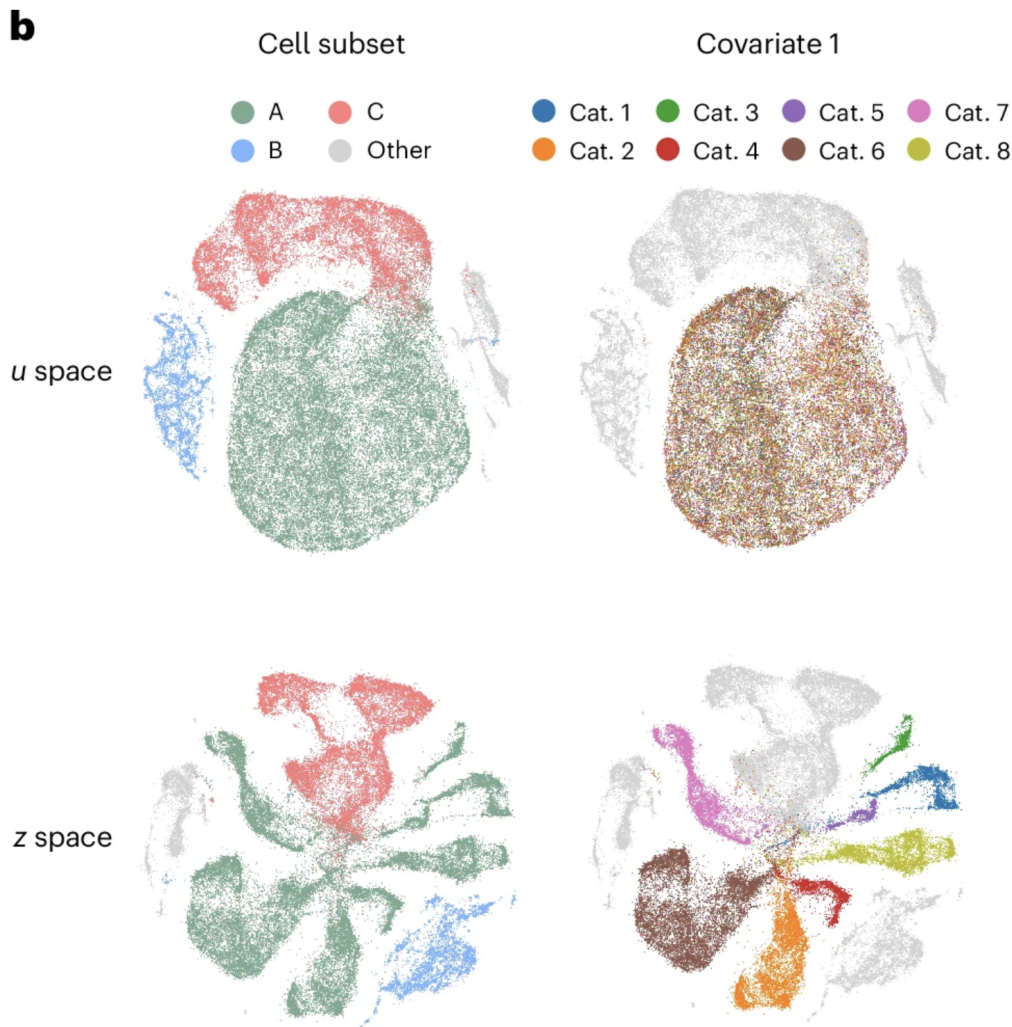 b
Cell subset
Covariate 1
A C
B Other
Cat. 1 Cat. 3 Cat. 5 Cat. 7
Cat. 2 Cat. 4 Cat. 6 Cat. 8
u space
z space